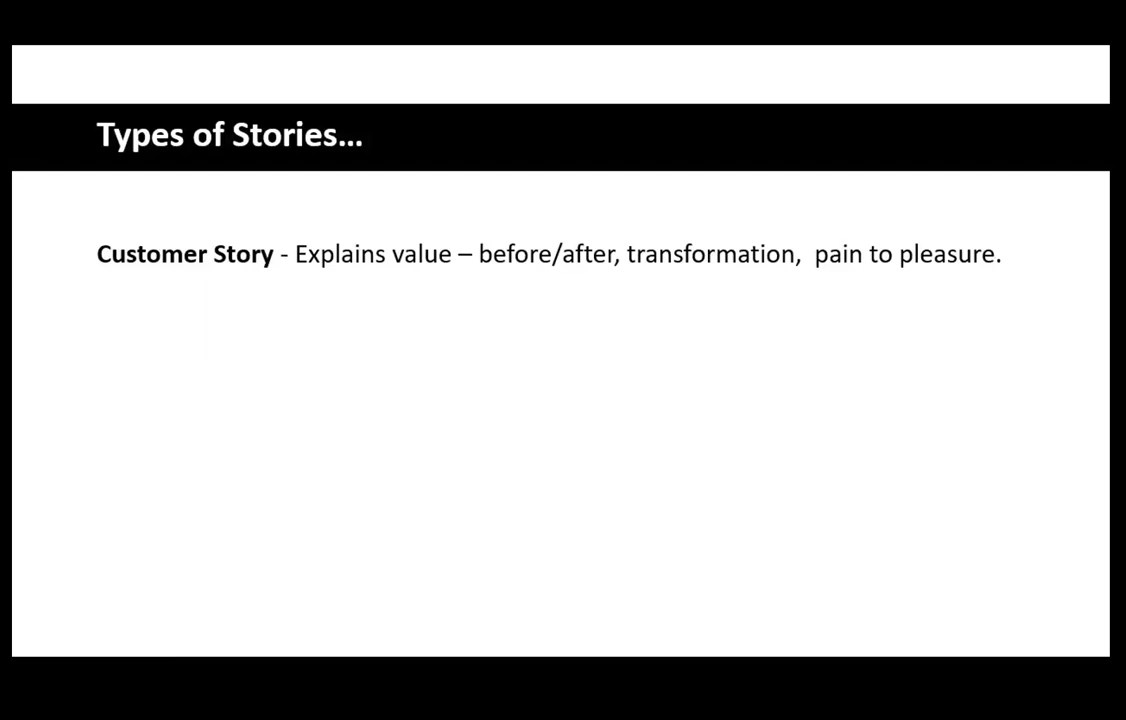 Types of Stories...
Customer Story - Explains value – before/after, transformation,  pain to pleasure.